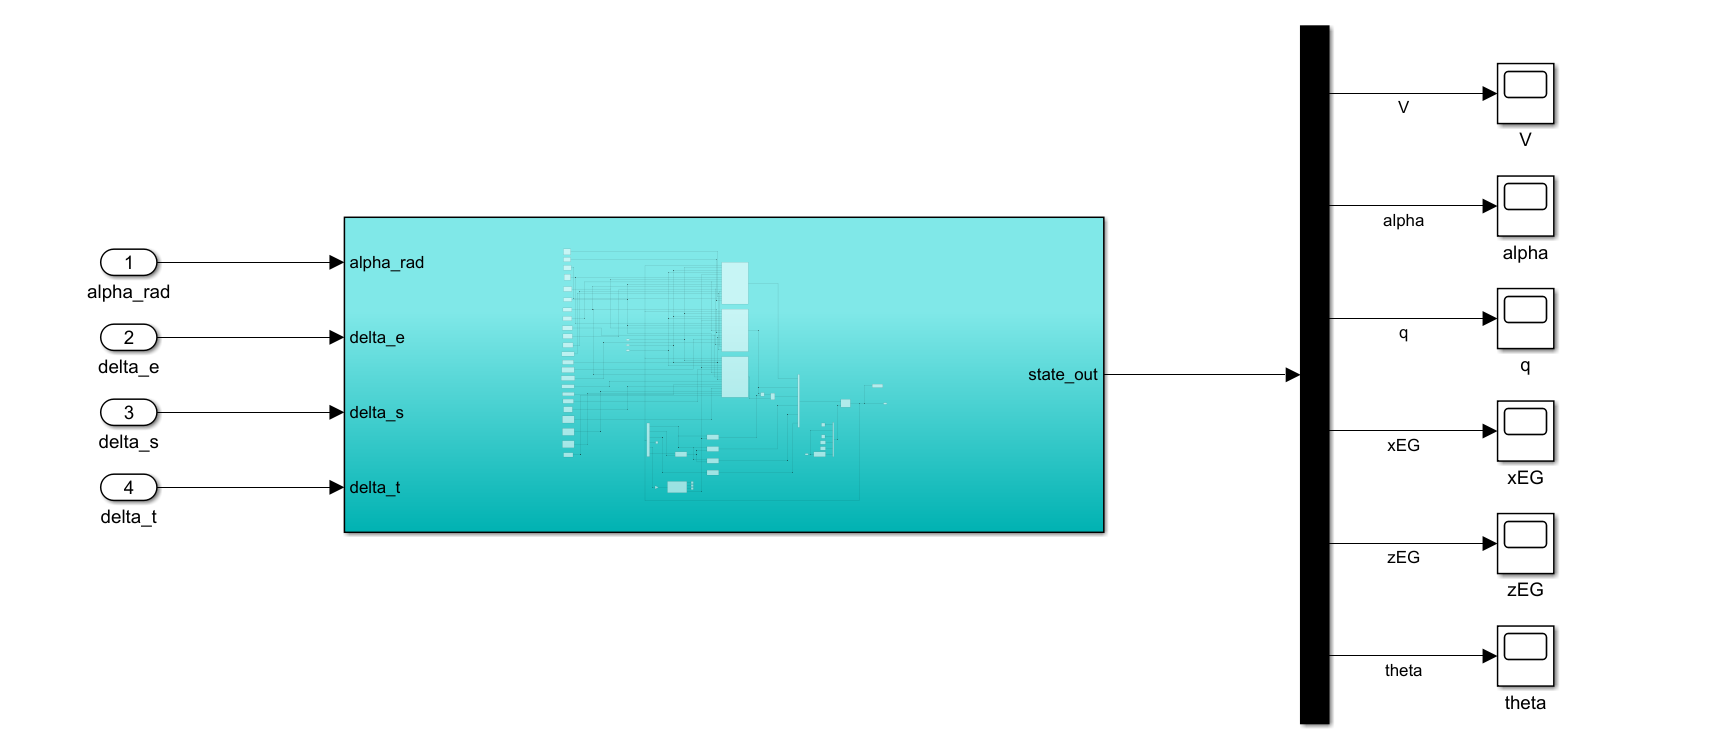 1
alpha_rad
2
delta_e
3
delta_s
4
delta_t
alpha_rad
delta_e
delta_s
delta_t
state_out
V
alpha
q
xEG
zEG
theta
V
alpha
q
xEG
zEG
theta